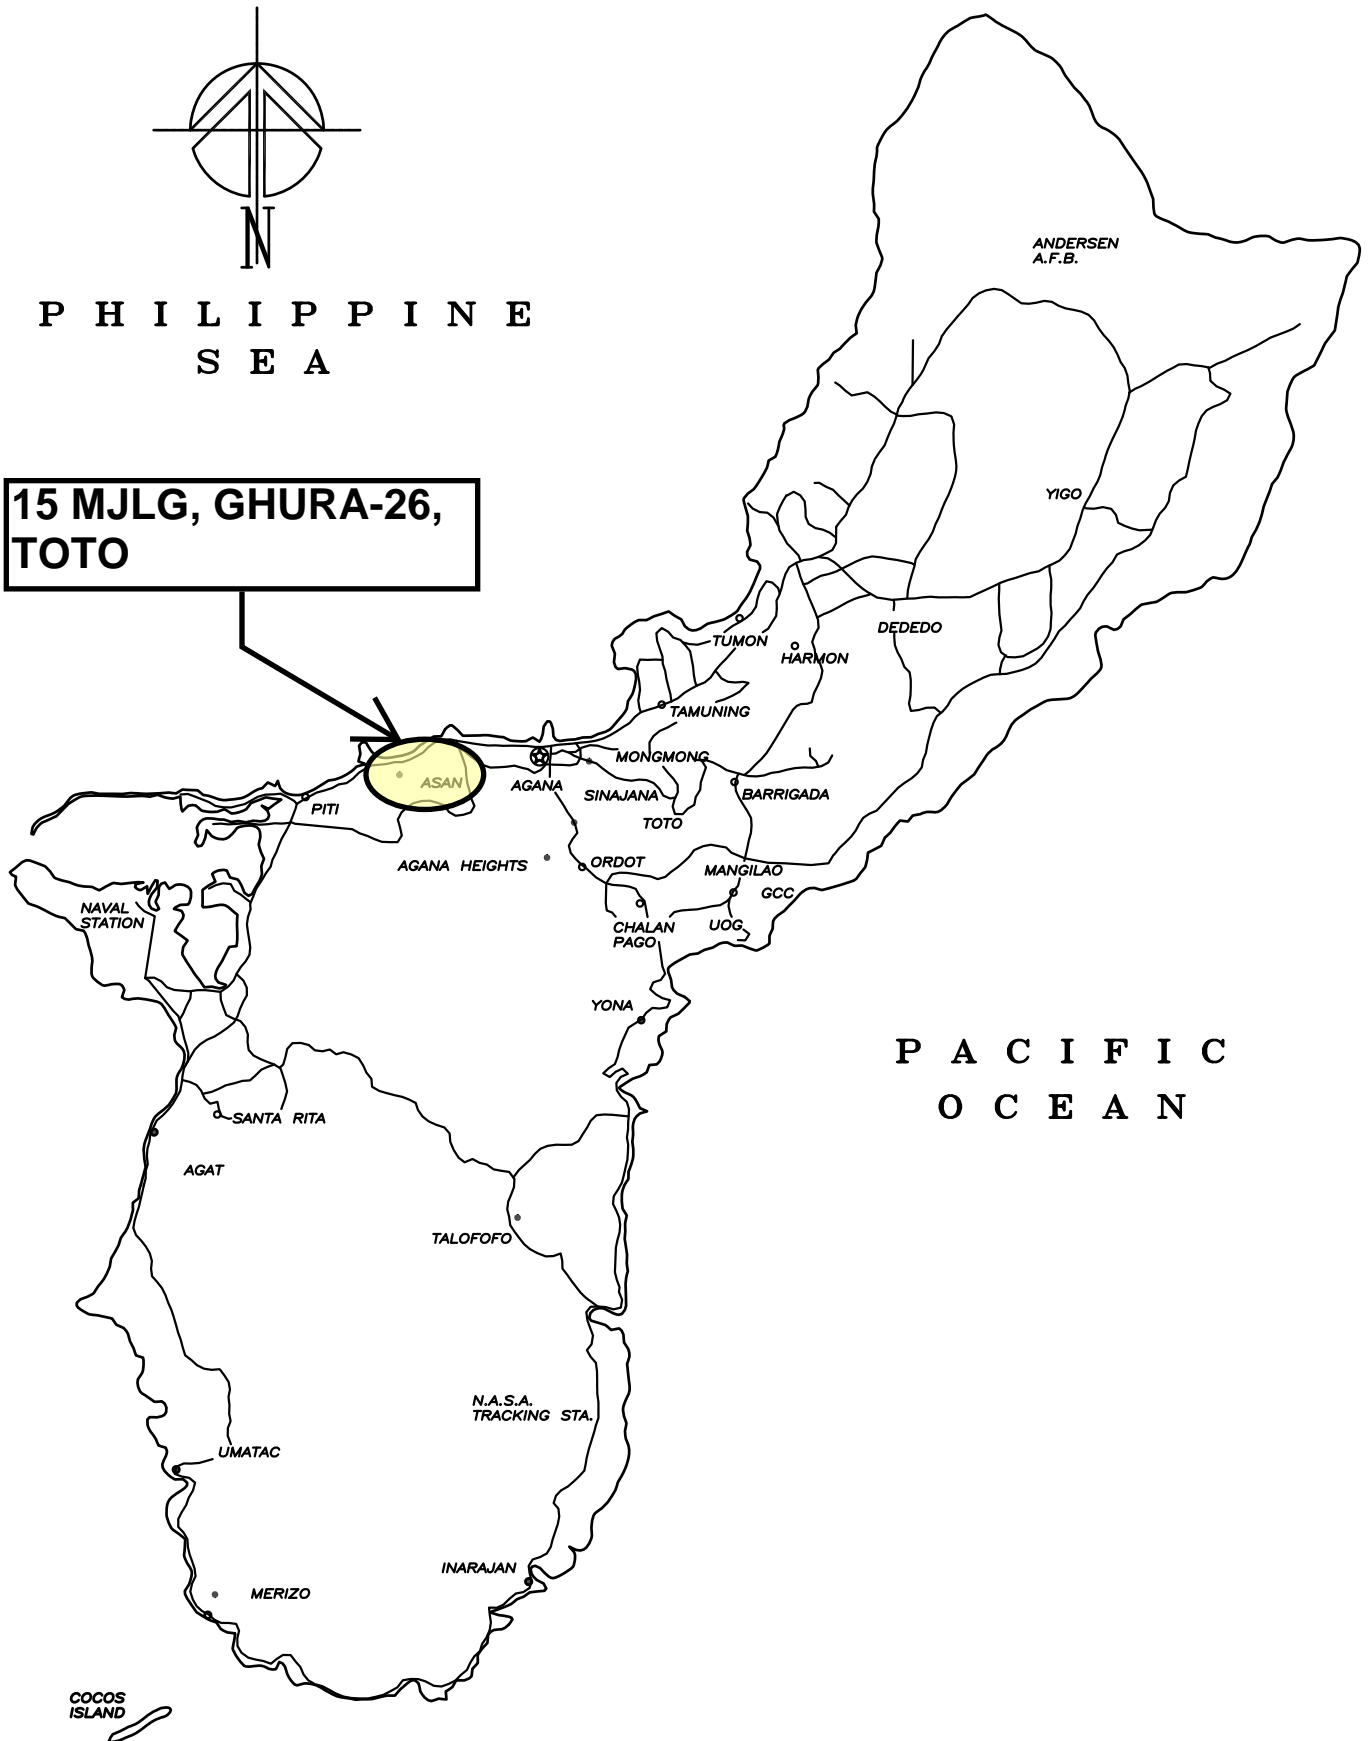 N
PHILIPPINE
SEA
ANDERSEN
A.F.B.
15 MJLG, GHURA-26,
TOTO
YIGO
DEDEDO
TUMON
HARMON
TAMUNING
MONGMONG
ASAN
AGANA
SINAJANA
BARRIGADA
PITI
TOTO
AGANA HEIGHTS
ORDOT
MANGILAO
GCC
NAVAL
STATION
CHALAN
PAGO
UOG
YONA
PACIFIC
OCEAN
SANTA RITA
AGAT
TALOFOFO
N.A.S.A.
TRACKING STA.
UMATAC
INARAJAN
MERIZO
COCOS
ISLAND